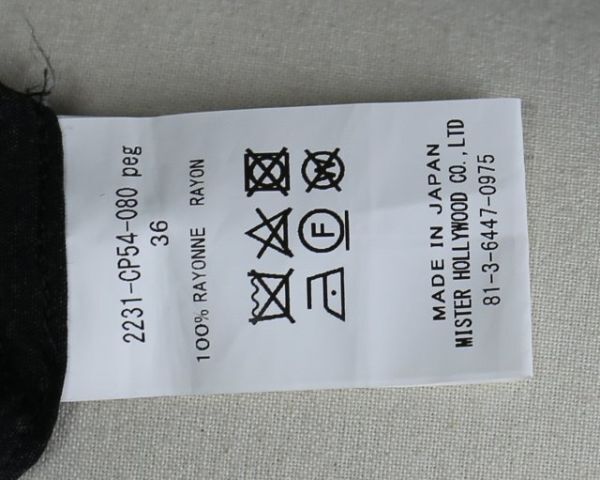 2231-CP54-080 peg
36
100% RAYONNE RAYON
W
F
MADE IN JAPAN
MISTER HOLLYWOOD CO.,LTD
81-3-6447-0975